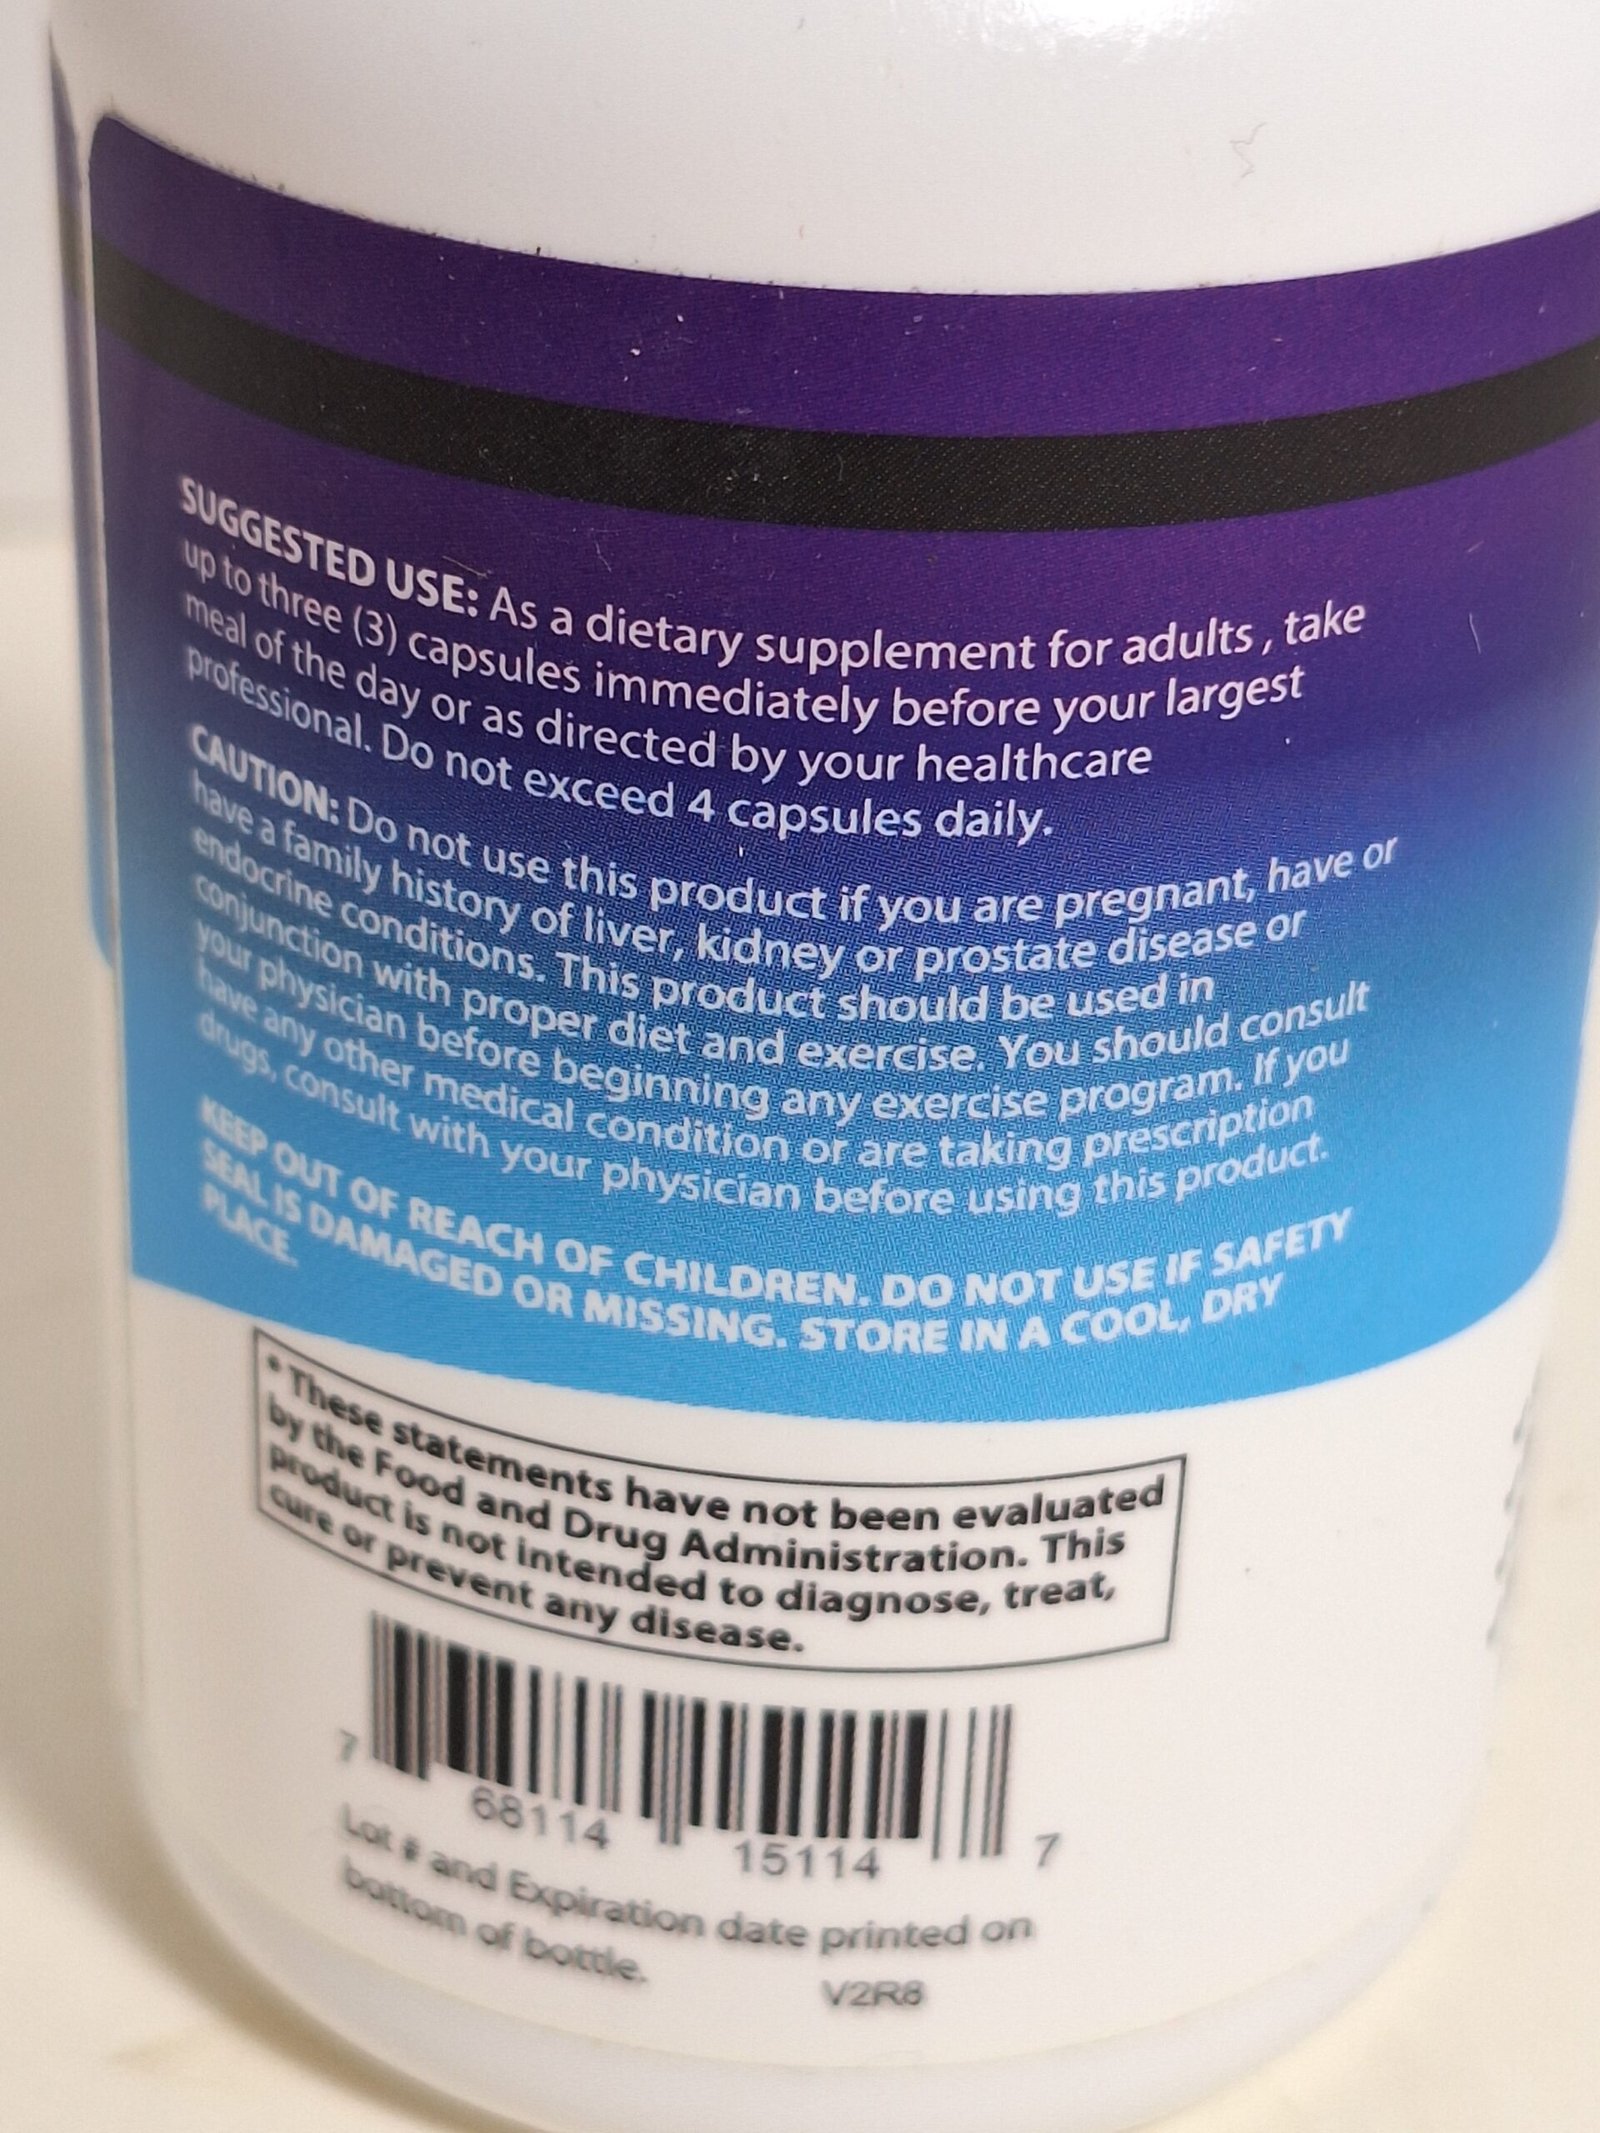 SUGGESTED USE: As a dietary supplement for adults , take
up to three (3) capsules immediately before your largest
meal of the day or as directed by your healthcare
professional. Do not exceed 4 capsules daily.
CAUTION: Do not use this product if you are pregnant, have or
have a family history of liver, kidney or prostate disease or
endocrine conditions. This product should be used in
conjunction with proper diet and exercise. You should consult
your physician before beginning any exercise program. If you
have any other medical condition or are taking prescription
drugs, consult with your physician before using this product.
KEEP OUT OF REACH OF CHILDREN. DO NOT USE IF SAFETY
SEAL IS DAMAGED OR MISSING. STORE IN A COOL, DRY
PLACE.
* These statements have not been evaluated
by the Food and Drug Administration. This
product is not intended to diagnose, treat,
cure or prevent any disease.
7 68114 15114 7
Lot # and Expiration date printed on
bottom of bottle.
V2R6